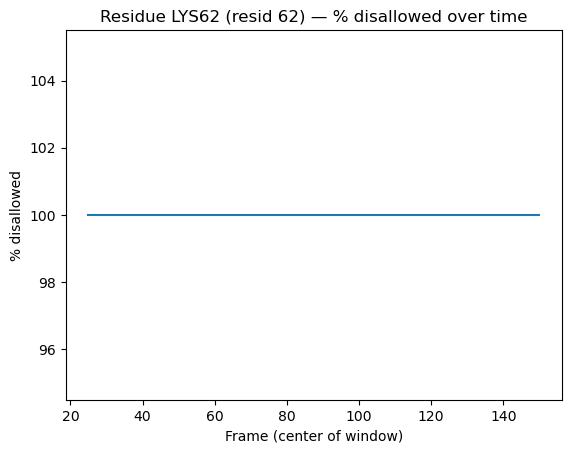 Residue LYS62 (resid 62) — % disallowed over time
104
102
100
98
96
% disallowed
20 40 60 80 100 120 140
Frame (center of window)